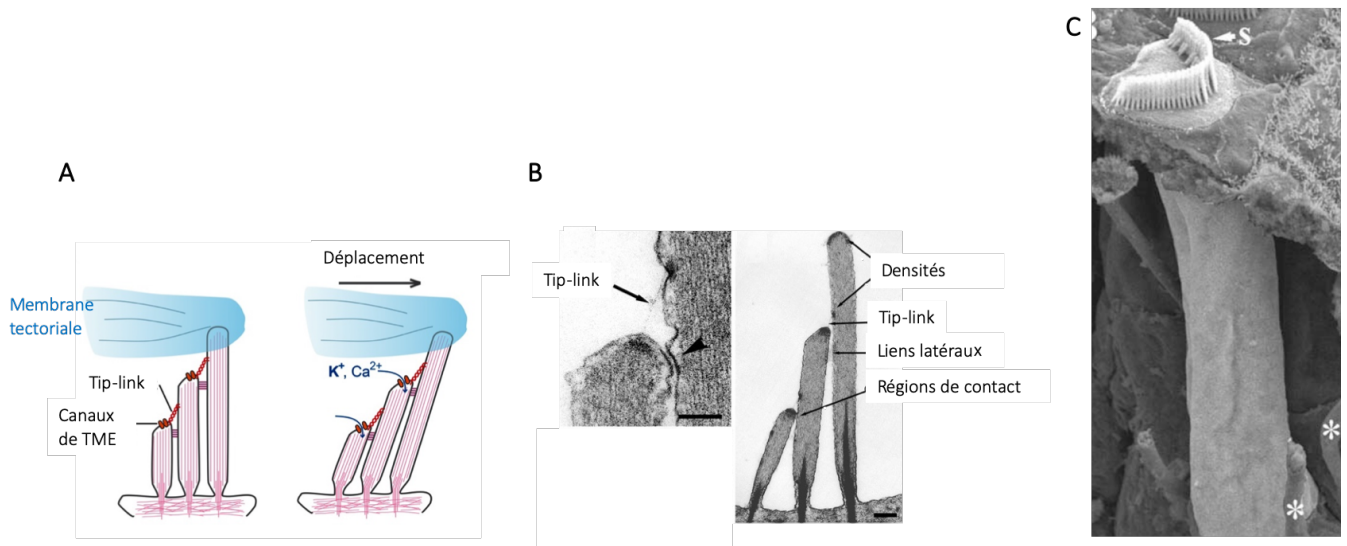 A
Déplacement
Membrane
tectoriale
K+, Ca2+
Tip-link
Canaux
de TME
B
Tip-link
Densités
Tip-link
Liens latéraux
Régions de contact
C
S
*
*